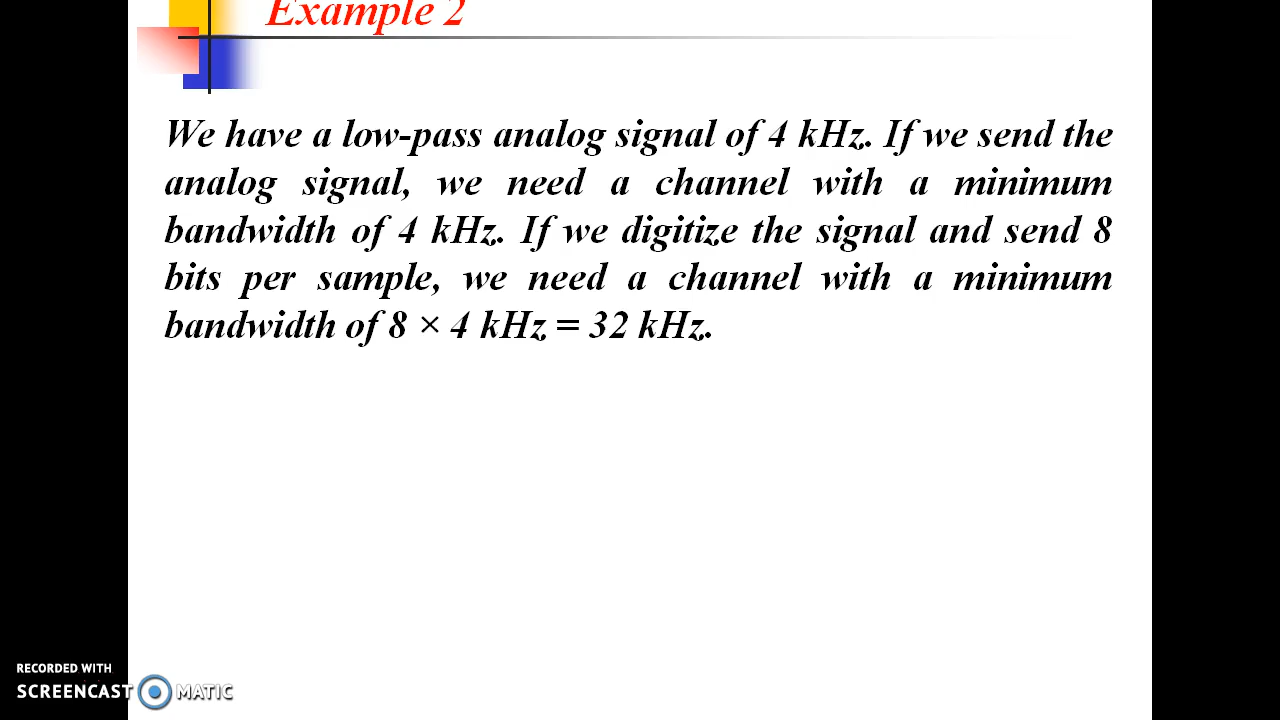 Example 2
We have a low-pass analog signal of 4 kHz. If we send the
analog signal, we need a channel with a minimum
bandwidth of 4 kHz. If we digitize the signal and send 8
bits per sample, we need a channel with a minimum
bandwidth of 8 × 4 kHz = 32 kHz.
RECORDED WITH
SCREENCAST MATIC